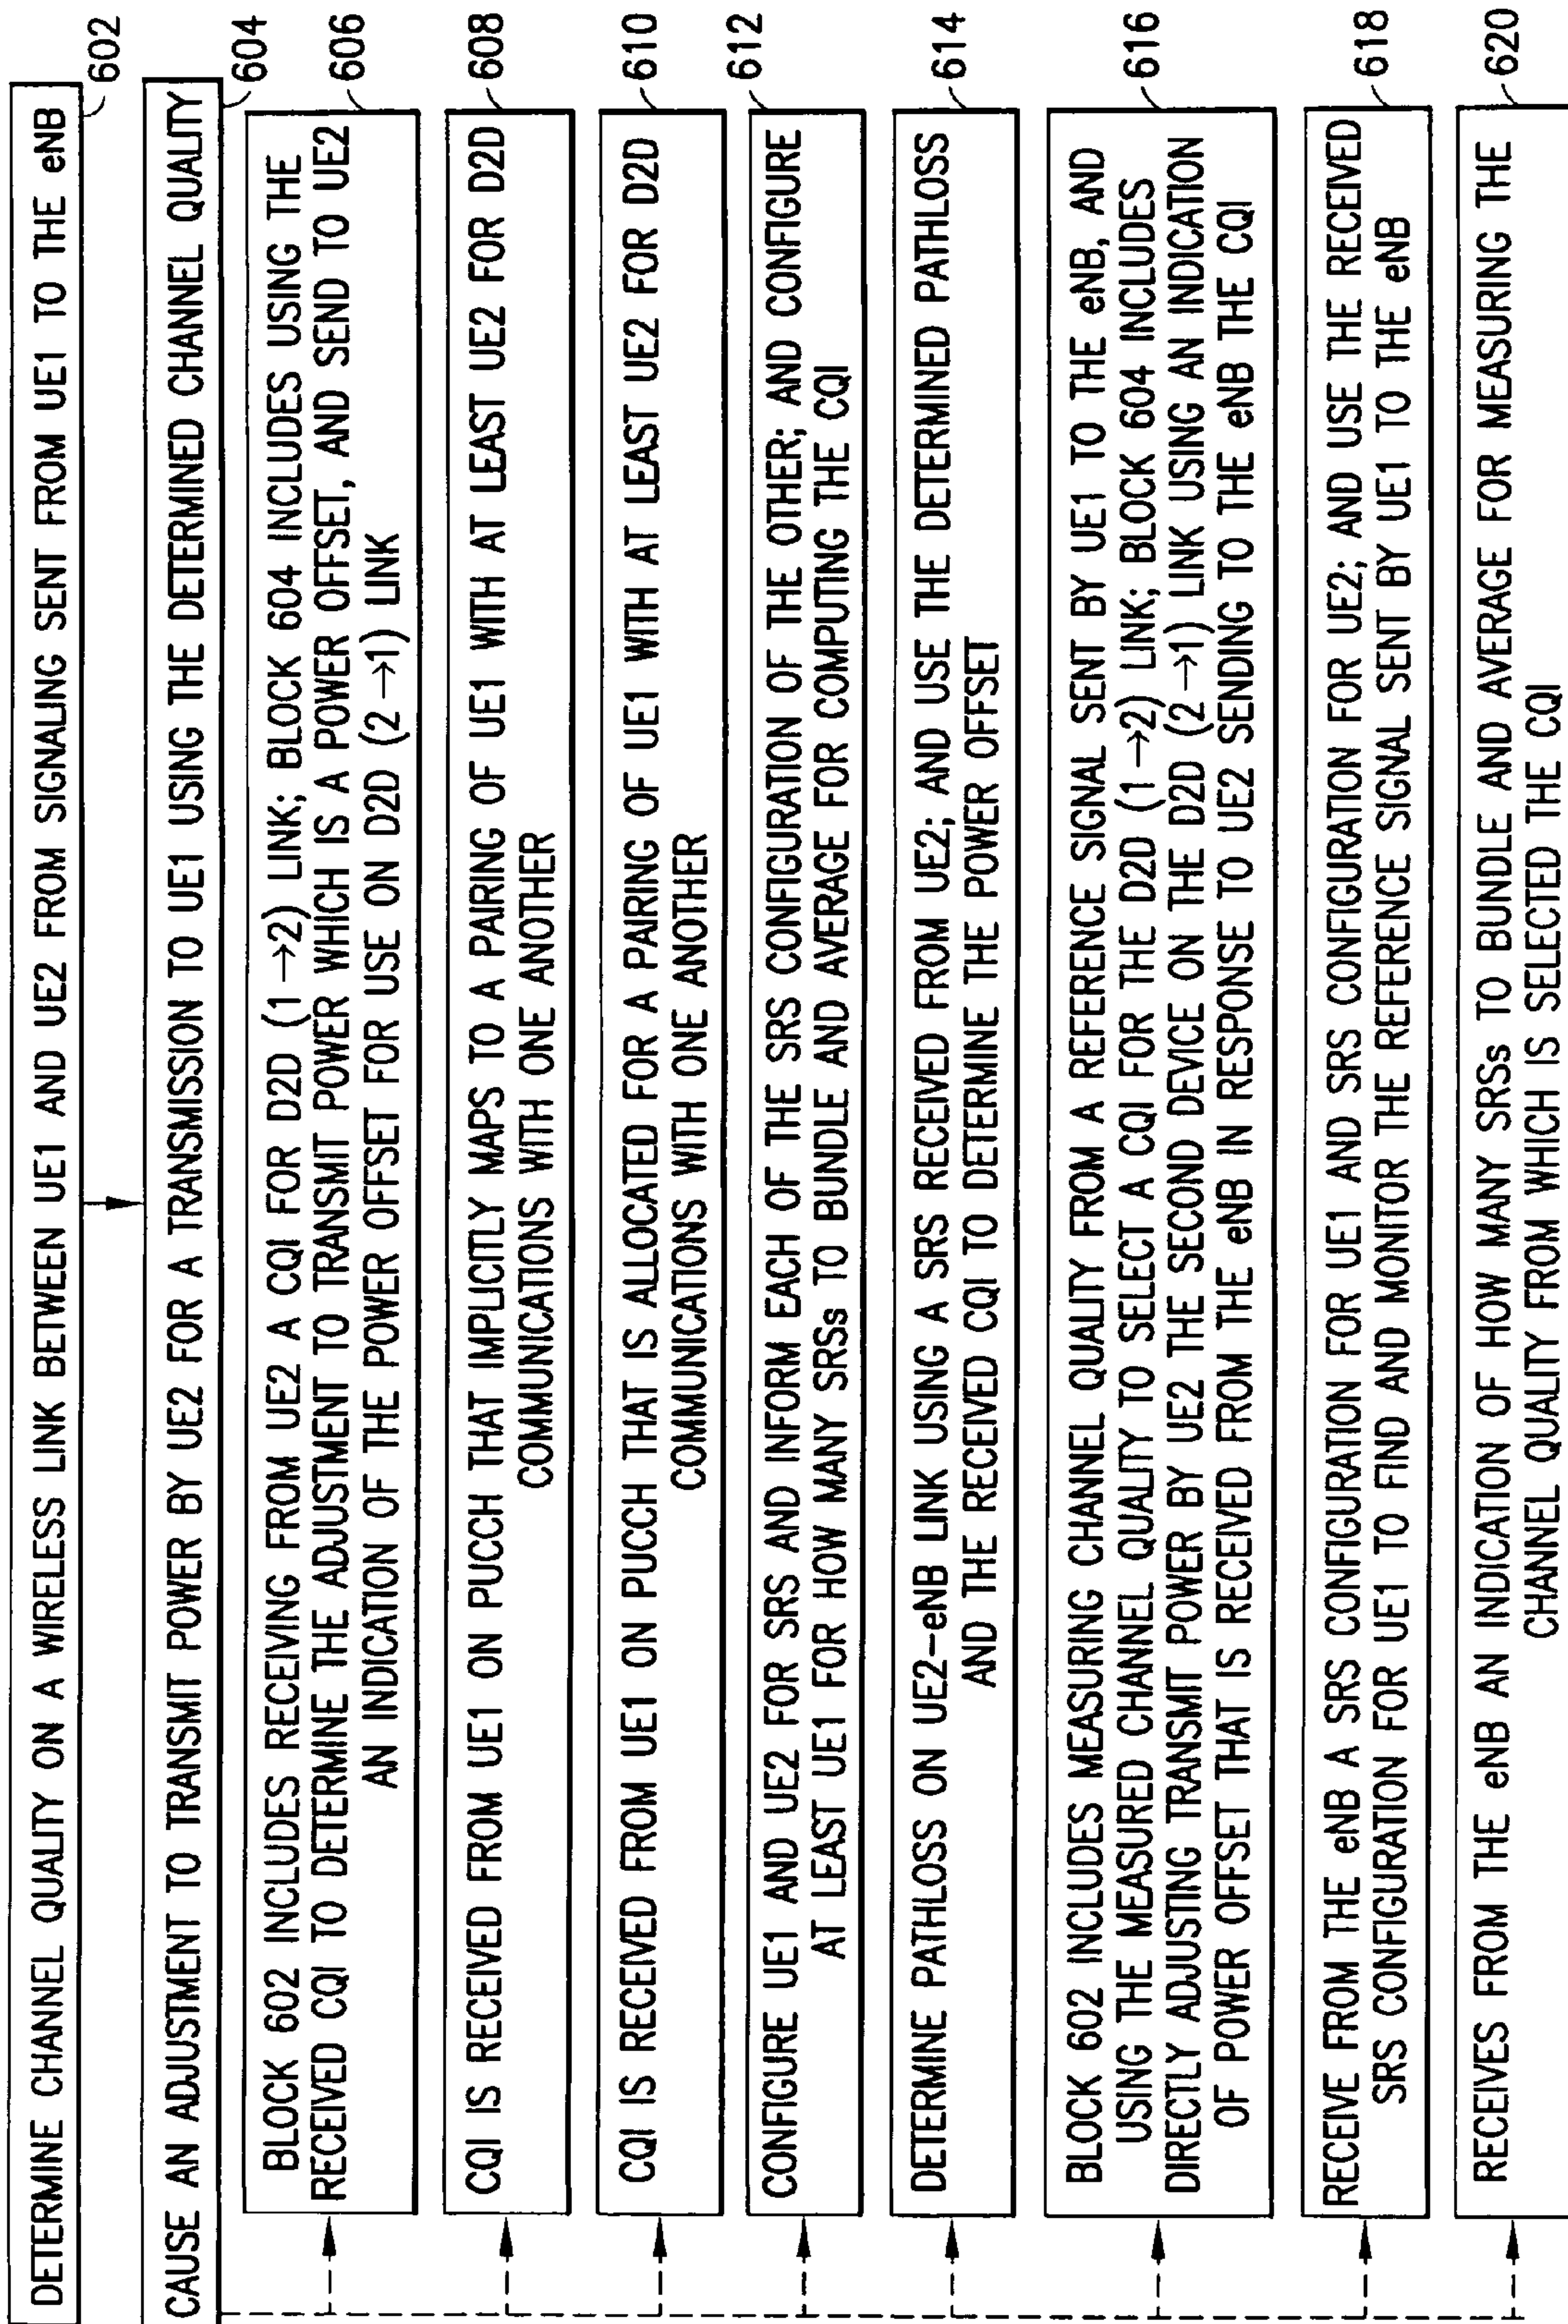 DETERMINE CHANNEL QUALITY ON A WIRELESS LINK BETWEEN UE1 AND UE2 FROM SIGNALING SENT FROM UE1 TO THE eNB
602
CAUSE AN ADJUSTMENT TO TRANSMIT POWER BY UE2 FOR A TRANSMISSION TO UE1 USING THE DETERMINED CHANNEL QUALITY
604
BLOCK 602 INCLUDES RECEIVING FROM UE2 A CQI FOR D2D (1→2) LINK; BLOCK 604 INCLUDES USING THE
RECEIVED CQI TO DETERMINE THE ADJUSTMENT TO TRANSMIT POWER WHICH IS A POWER OFFSET, AND SEND TO UE2
AN INDICATION OF THE POWER OFFSET FOR USE ON D2D (2→1) LINK
606
CQI IS RECEIVED FROM UE1 ON PUCCH THAT IMPLICITLY MAPS TO A PAIRING OF UE1 WITH AT LEAST UE2 FOR D2D
COMMUNICATIONS WITH ONE ANOTHER
608
CQI IS RECEIVED FROM UE1 ON PUCCH THAT IS ALLOCATED FOR A PAIRING OF UE1 WITH AT LEAST UE2 FOR D2D
COMMUNICATIONS WITH ONE ANOTHER
610
CONFIGURE UE1 AND UE2 FOR SRS AND INFORM EACH OF THE SRS CONFIGURATION OF THE OTHER; AND CONFIGURE
AT LEAST UE1 FOR HOW MANY SRSs TO BUNDLE AND AVERAGE FOR COMPUTING THE CQI
612
DETERMINE PATHLOSS ON UE2-eNB LINK USING A SRS RECEIVED FROM UE2; AND USE THE DETERMINED PATHLOSS
AND THE RECEIVED CQI TO DETERMINE THE POWER OFFSET
614
BLOCK 602 INCLUDES MEASURING CHANNEL QUALITY FROM A REFERENCE SIGNAL SENT BY UE1 TO THE eNB, AND
USING THE MEASURED CHANNEL QUALITY TO SELECT A CQI FOR THE D2D (1→2) LINK; BLOCK 604 INCLUDES
DIRECTLY ADJUSTING TRANSMIT POWER BY UE2 THE SECOND DEVICE ON THE D2D (2→1) LINK USING AN INDICATION
OF POWER OFFSET THAT IS RECEIVED FROM THE eNB IN RESPONSE TO UE2 SENDING TO THE eNB THE CQI
616
RECEIVE FROM THE eNB A SRS CONFIGURATION FOR UE1 AND SRS CONFIGURATION FOR UE2; AND USE THE RECEIVED
SRS CONFIGURATION FOR UE1 TO FIND AND MONITOR THE REFERENCE SIGNAL SENT BY UE1 TO THE eNB
618
RECEIVES FROM THE eNB AN INDICATION OF HOW MANY SRSs TO BUNDLE AND AVERAGE FOR MEASURING THE
CHANNEL QUALITY FROM WHICH IS SELECTED THE CQI
620